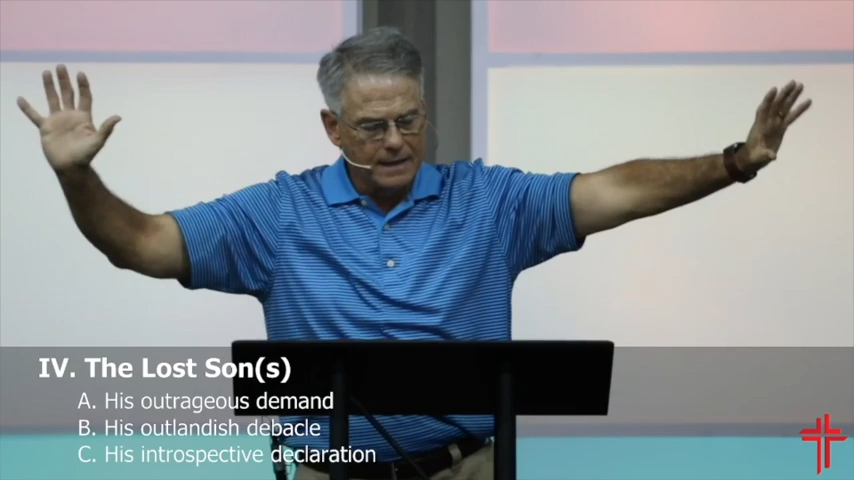 IV. The Lost Son(s)
A. His outrageous demand
B. His outlandish debacle
C. His introspective declaration